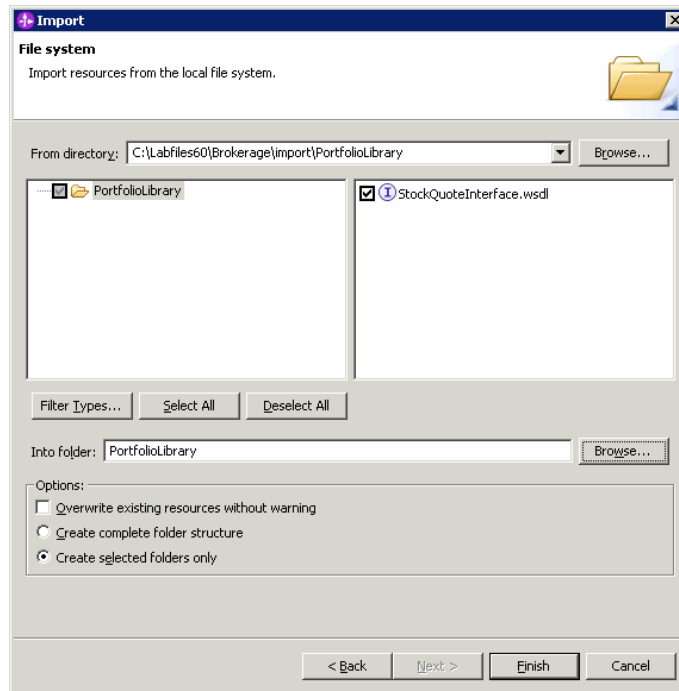 Import
File system
Import resources from the local file system.
From directory: C:\Labfiles60\Brokerage\import\PortfolioLibrary Browse...
PortfolioLibrary
StockQuoteInterface.wsdl
Filter Types... Select All Deselect All
Into folder: PortfolioLibrary Browse...
Options:
Overwrite existing resources without warning
Create complete folder structure
Create selected folders only
< Back Next > Finish Cancel